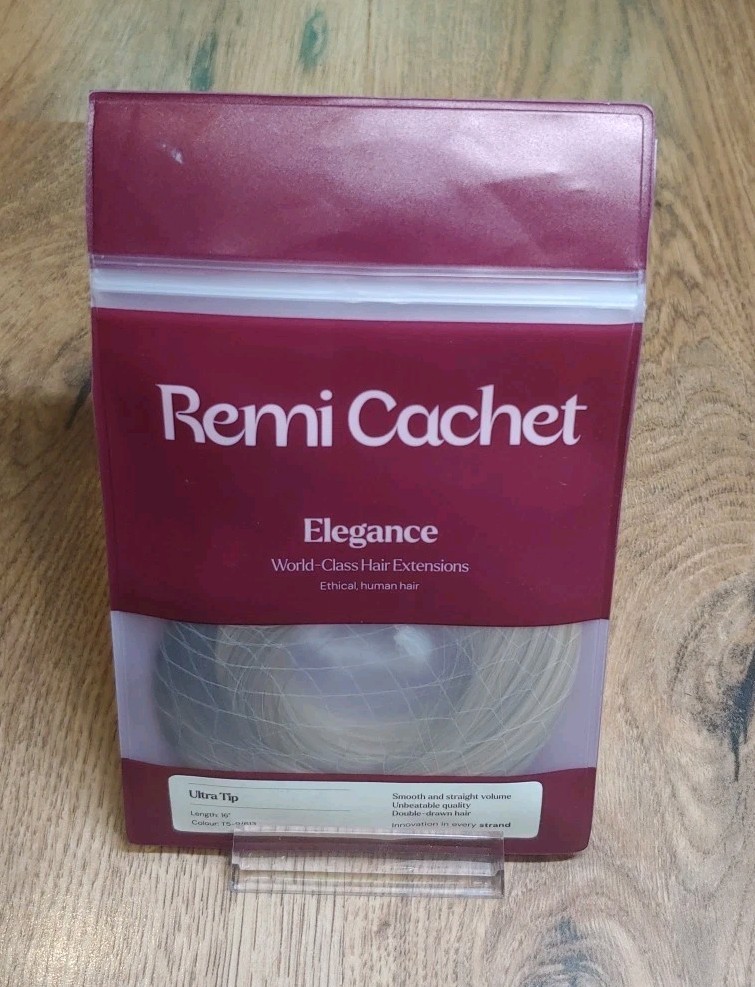 Remi Cachet
Elegance
World-Class Hair Extensions
Ethical, human hair
Ultra Tip
Length: 16"
Colour:
Smooth and straight volume
Unbeatable quality
Double-drawn hair
innovation in every strand